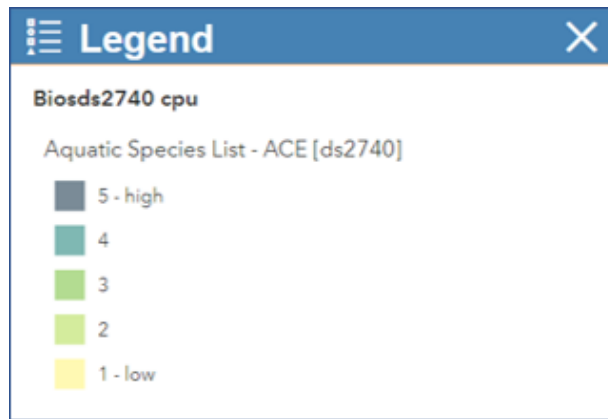 Legend
Biosds2740 cpu
Aquatic Species List - ACE [ds2740]
5 - high
4
3
2
1 - low